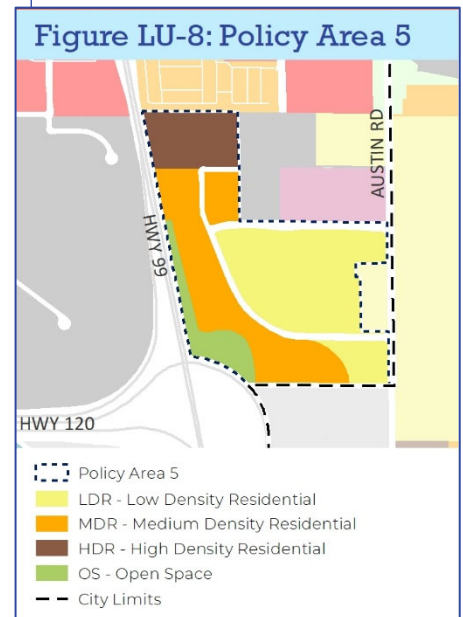 Figure LU-8: Policy Area 5
AUSTIN RD
HWY 99
HWY 120
Policy Area 5
LDR - Low Density Residential
MDR - Medium Density Residential
HDR - High Density Residential
OS - Open Space
City Limits